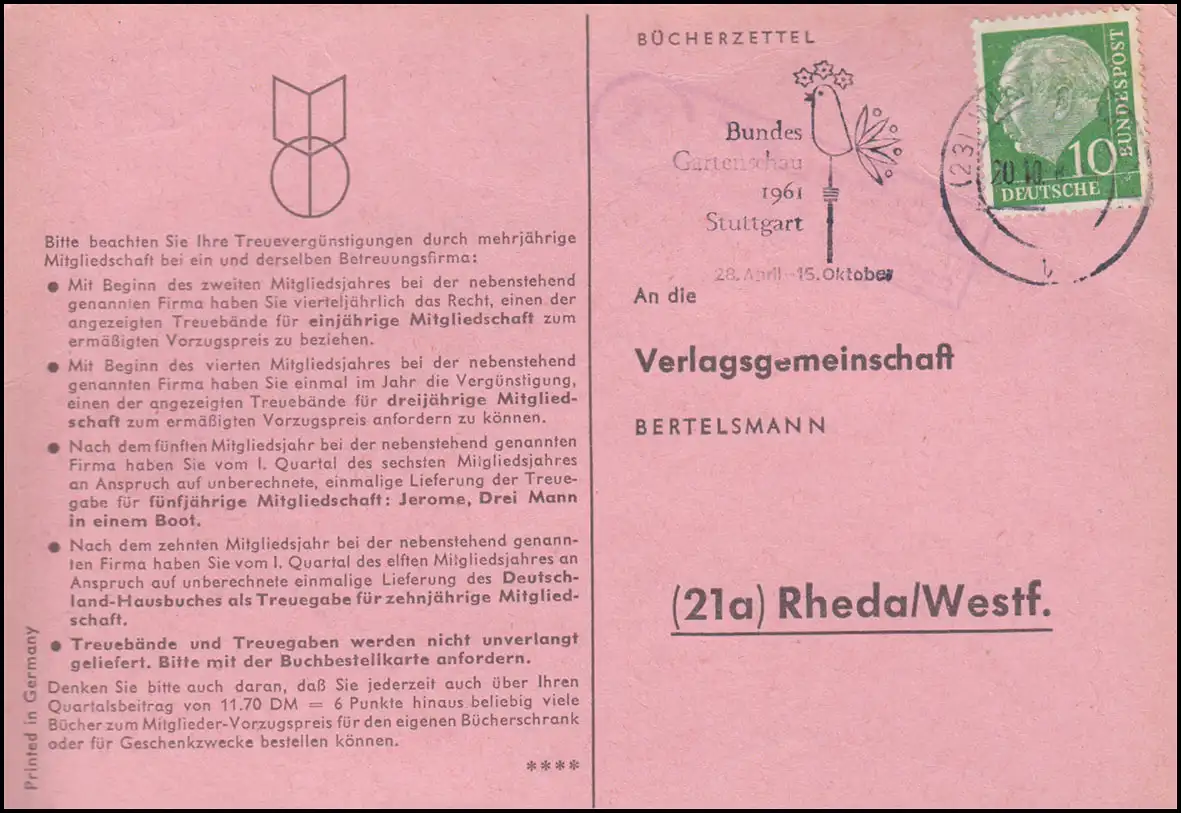 Bitte beachten Sie Ihre Treuevergünstigungen durch mehrjährige
Mitgliedschaft bei ein und derselben Betreuungsfirma:
● Mit Beginn des zweiten Mitgliedsjahres bei der nebenstehend
genannten Firma haben Sie vierteljährlich das Recht, einen der
angezeigten Treuebände für einjährige Mitgliedschaft zum
ermäßigten Vorzugspreis zu beziehen.
● Mit Beginn des vierten Mitgliedsjahres bei der nebenstehend
genannten Firma haben Sie einmal im Jahr die Vergünstigung,
einen der angezeigten Treuebände für dreijährige Mitglied-
schaft zum ermäßigten Vorzugspreis anfordern zu können.
● Nach dem fünften Mitgliedsjahr bei der nebenstehend genannten
Firma haben Sie vom I. Quartal des sechsten Mitgliedsjahres
an Anspruch auf unberechnete, einmalige Lieferung der Treue-
gabe für fünfjährige Mitgliedschaft: Jerome, Drei Mann
in einem Boot.
● Nach dem zehnten Mitgliedsjahr bei der nebenstehend genann-
ten Firma haben Sie vom I. Quartal des elften Mitgliedsjahres an
Anspruch auf unberechnete einmalige Lieferung des Deutsch-
land-Hausbuches als Treuegabe für zehnjährige Mitglied-
schaft.
● Treuebände und Treuegaben werden nicht unverlangt
geliefert. Bitte mit der Buchbestellkarte anfordern.
Denken Sie bitte auch daran, daß Sie jederzeit auch über Ihren
Quartalsbeitrag von 11.70 DM = 6 Punkte hinaus beliebig viele
Bücher zum Mitglieder-Vorzugspreis für den eigenen Bücherschrank
oder für Geschenkzwecke bestellen können.
****
Printed in Germany
BÜCHERZETTEL
Bundes
Gartenschau
1961
Stuttgart
28. April - 15. Oktober
(23)
20.10
10
DEUTSCHE
BUNDESPOST
An die
Verlagsgemeinschaft
BERTELSMANN
(21a) Rheda/Westf.